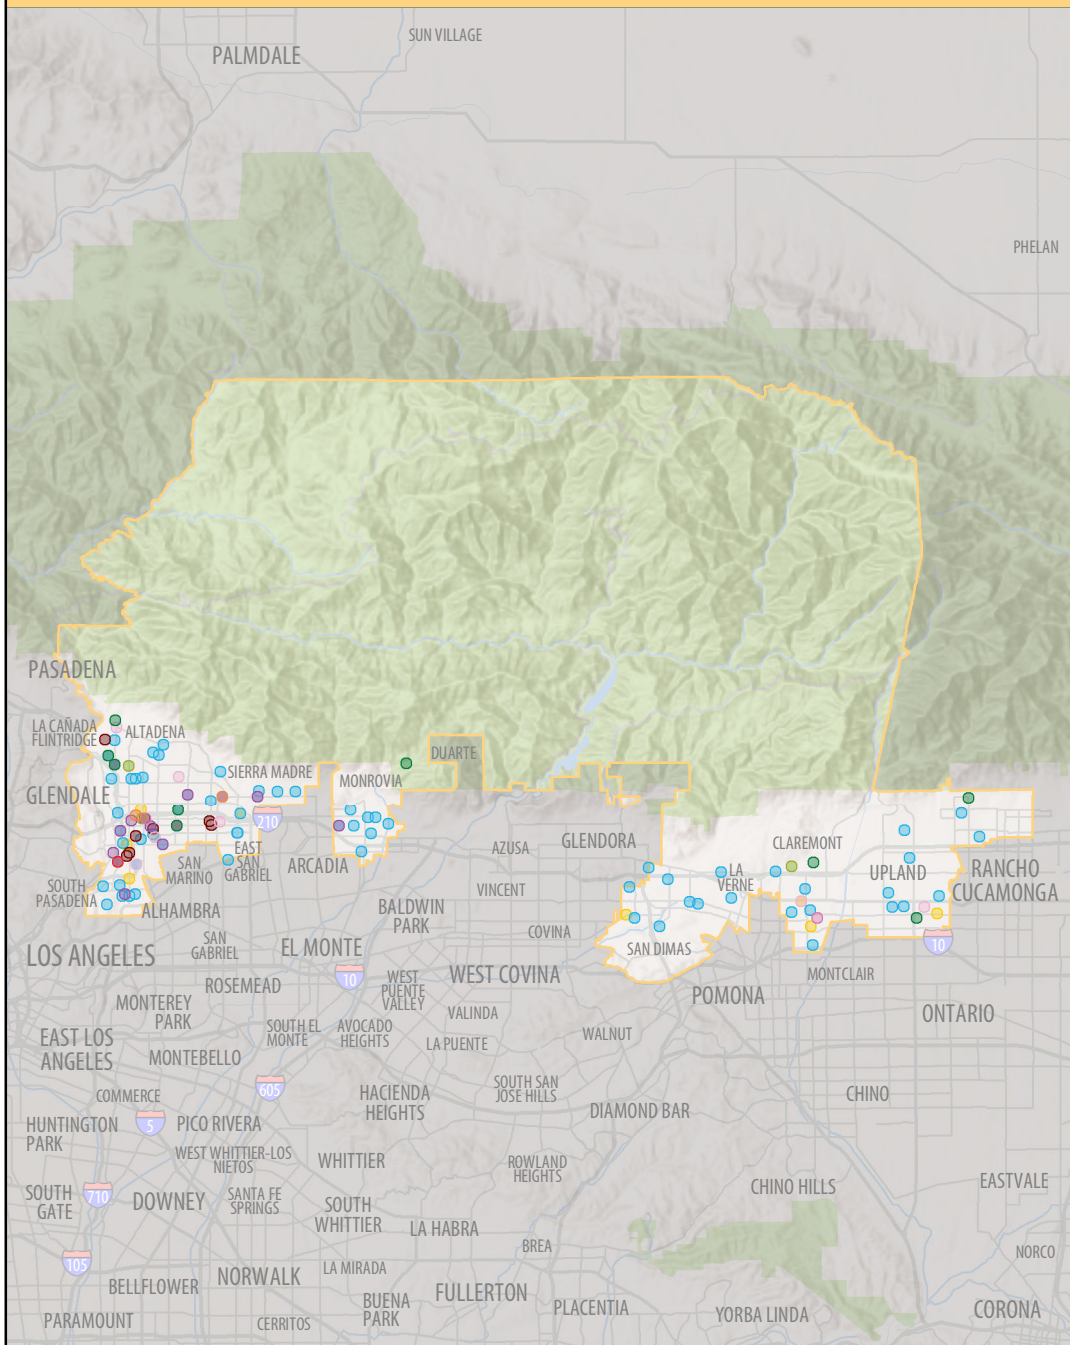 SUN VILLAGE
PALMDALE
PHELAN
PASADENA
LA CAÑADA
FLINTRIDGE
ALTADENA
DUARTE
SIERRA MADRE
MONROVIA
GLENDALE
210
GLENDORA
CLAREMONT
AZUSA
EAST
SAN
GABRIEL
ARCADIA
SAN
MARINO
LA
VERNE
UPLAND
RANCHO
CUCAMONGA
SOUTH
PASADENA
VINCENT
ALHAMBRA
BALDWIN
PARK
COVINA
SAN
GABRIEL
EL MONTE
SAN DIMAS
10
LOS ANGELES
10
WEST COVINA
MONTCLAIR
ROSEMEAD
WEST
PUENTE
VALLEY
POMONA
MONTEREY
PARK
VALINDA
ONTARIO
SOUTH EL
MONTE
AVOCADO
HEIGHTS
WALNUT
EAST LOS
ANGELES
LA PUENTE
MONTEBELLO
605
SOUTH SAN
JOSE HILLS
COMMERCE
HACIENDA
HEIGHTS
CHINO
DIAMOND BAR
HUNTINGTON
PARK
5
PICO RIVERA
WEST WHITTIER-LOS
NIETOS
WHITTIER
ROWLAND
HEIGHTS
CHINO HILLS
EASTVALE
SOUTH
GATE
710
DOWNEY
SANTA FE
SPRINGS
SOUTH
WHITTIER
LA HABRA
BREA
NORCO
105
LA MIRADA
NORWALK
BELLFLOWER
FULLERTON
BUENA
PARK
PLACENTIA
YORBA LINDA
CORONA
PARAMOUNT
CERRITOS